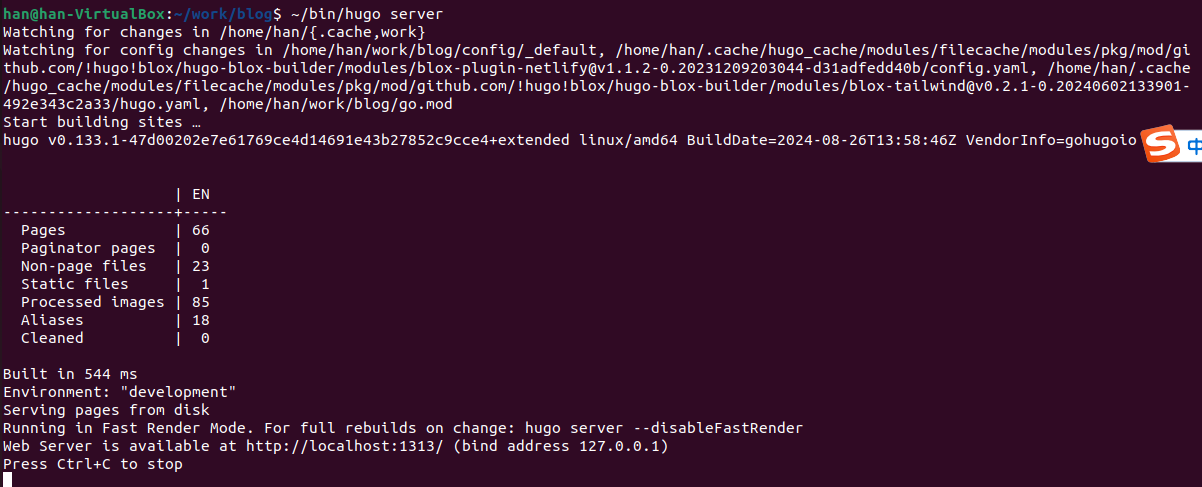 han@han-VirtualBox:~/work/blog$ ~/bin/hugo server
Watching for changes in /home/han/{.cache,work}
Watching for config changes in /home/han/work/blog/config/_default, /home/han/.cache/hugo_cache/modules/filecache/modules/pkg/mod/gi
thub.com/!hugo!blox/hugo-blox-builder/modules/blox-plugin-netlify@v1.1.2-0.20231209203044-d31adfedd40b/config.yaml, /home/han/.cache
/hugo_cache/modules/filecache/modules/pkg/mod/github.com/!hugo!blox/hugo-blox-builder/modules/blox-tailwind@v0.2.1-0.20240602133901-
492e343c2a33/hugo.yaml, /home/han/work/blog/go.mod
Start building sites …
hugo v0.133.1-47d00202e7e61769ce4d14691e43b27852c9cce4+extended linux/amd64 BuildDate=2024-08-26T13:58:46Z VendorInfo=gohugoio
S 中
                   | EN
-------------------+-----
  Pages            | 66
  Paginator pages  |  0
  Non-page files   | 23
  Static files     |  1
  Processed images | 85
  Aliases          | 18
  Cleaned          |  0
Built in 544 ms
Environment: "development"
Serving pages from disk
Running in Fast Render Mode. For full rebuilds on change: hugo server --disableFastRender
Web Server is available at http://localhost:1313/ (bind address 127.0.0.1)
Press Ctrl+C to stop